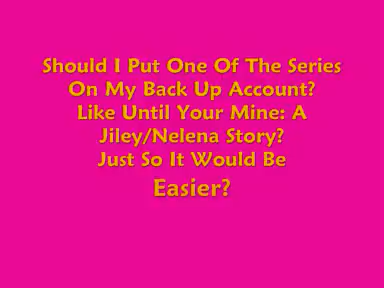 Should I Put One Of The Series
On My Back Up Account?
Like Until Your Mine: A
Jiley/Nelena Story?
Just So It Would Be
Easier?